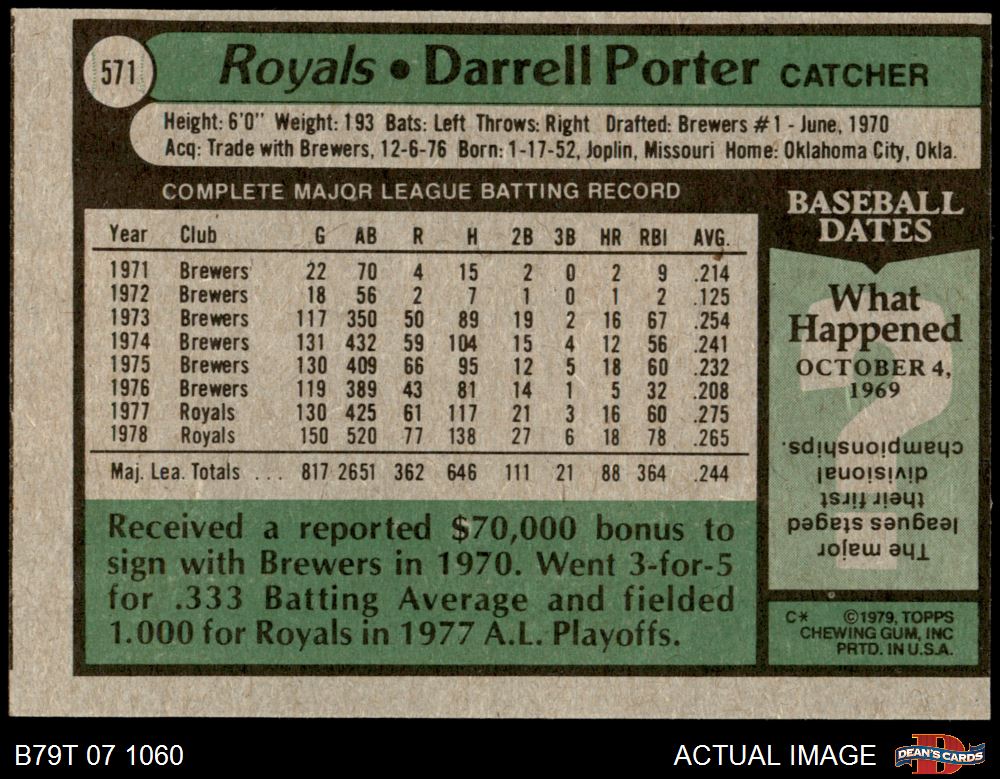 571
Royals • Darrell Porter CATCHER
Height: 6'0" Weight: 193 Bats: Left Throws: Right Drafted: Brewers #1 - June, 1970
Acq: Trade with Brewers, 12-6-76 Born: 1-17-52, Joplin, Missouri Home: Oklahoma City, Okla.
COMPLETE MAJOR LEAGUE BATTING RECORD
Year Club G AB R H 2B 3B HR RBI AVG.
1971 Brewers 22 70 4 15 2 0 2 9 .214
1972 Brewers 18 56 2 7 1 0 1 2 .125
1973 Brewers 117 350 50 89 19 2 16 67 .254
1974 Brewers 131 432 59 104 15 4 12 56 .241
1975 Brewers 130 409 66 95 12 5 18 60 .232
1976 Brewers 119 389 43 81 14 1 5 32 .208
1977 Royals 130 425 61 117 21 3 16 60 .275
1978 Royals 150 520 77 138 27 6 18 78 .265
Maj. Lea. Totals ... 817 2651 362 646 111 21 88 364 .244
Received a reported $70,000 bonus to
sign with Brewers in 1970. Went 3-for-5
for .333 Batting Average and fielded
1.000 for Royals in 1977 A.L. Playoffs.
BASEBALL
DATES
What
Happened
OCTOBER 4,
1969
The major
leagues staged
their first
divisional
championships.
C* ©1979, TOPPS
CHEWING GUM, INC
PRTD. IN U.S.A.
B79T 07 1060
ACTUAL IMAGE
DEAN'S CARDS